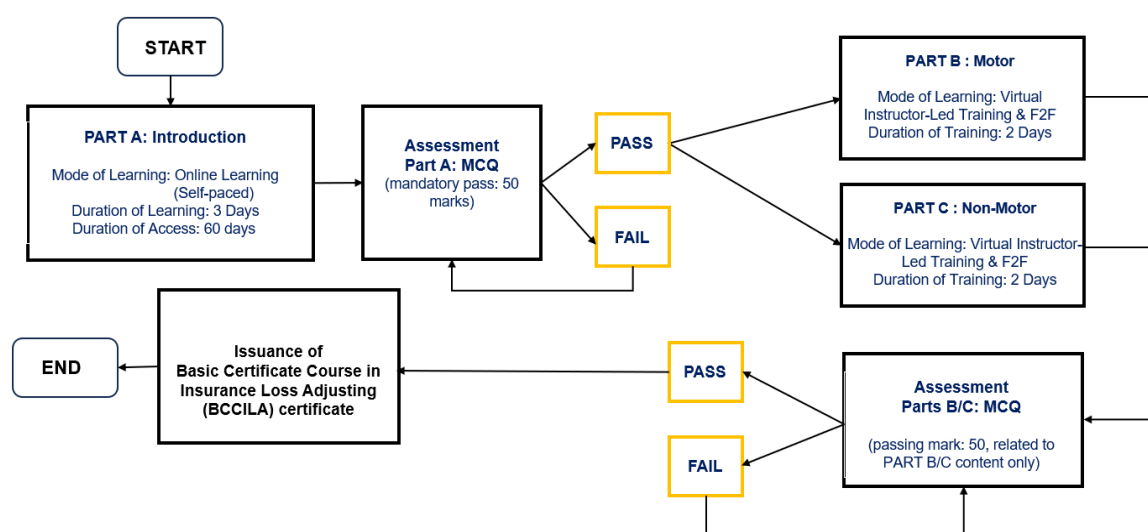 START
PART A: Introduction
Mode of Learning: Online Learning
(Self-paced)
Duration of Learning: 3 Days
Duration of Access: 60 days
Assessment
Part A: MCQ
(mandatory pass: 50
marks)
PASS
FAIL
PART B : Motor
Mode of Learning: Virtual
Instructor-Led Training & F2F
Duration of Training: 2 Days
PART C : Non-Motor
Mode of Learning: Virtual Instructor-
Led Training & F2F
Duration of Training: 2 Days
Assessment
Parts B/C: MCQ
(passing mark: 50, related to
PART B/C content only)
PASS
FAIL
Issuance of
Basic Certificate Course in
Insurance Loss Adjusting
(BCCILA) certificate
END